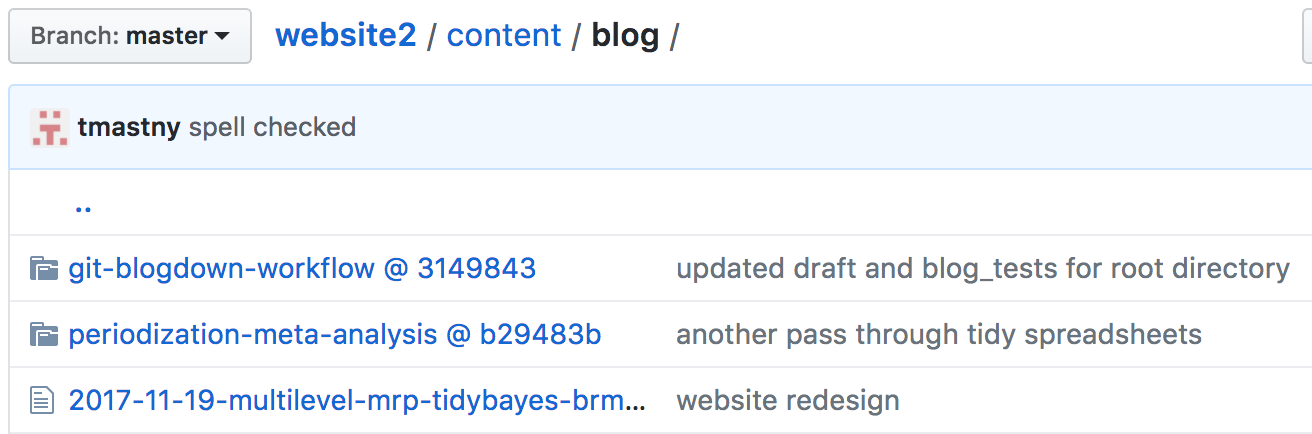 Branch: master website2 / content / blog /
tmastny spell checked
..
git-blogdown-workflow @ 3149843 updated draft and blog_tests for root directory
periodization-meta-analysis @ b29483b another pass through tidy spreadsheets
2017-11-19-multilevel-mrp-tidybayes-brm... website redesign